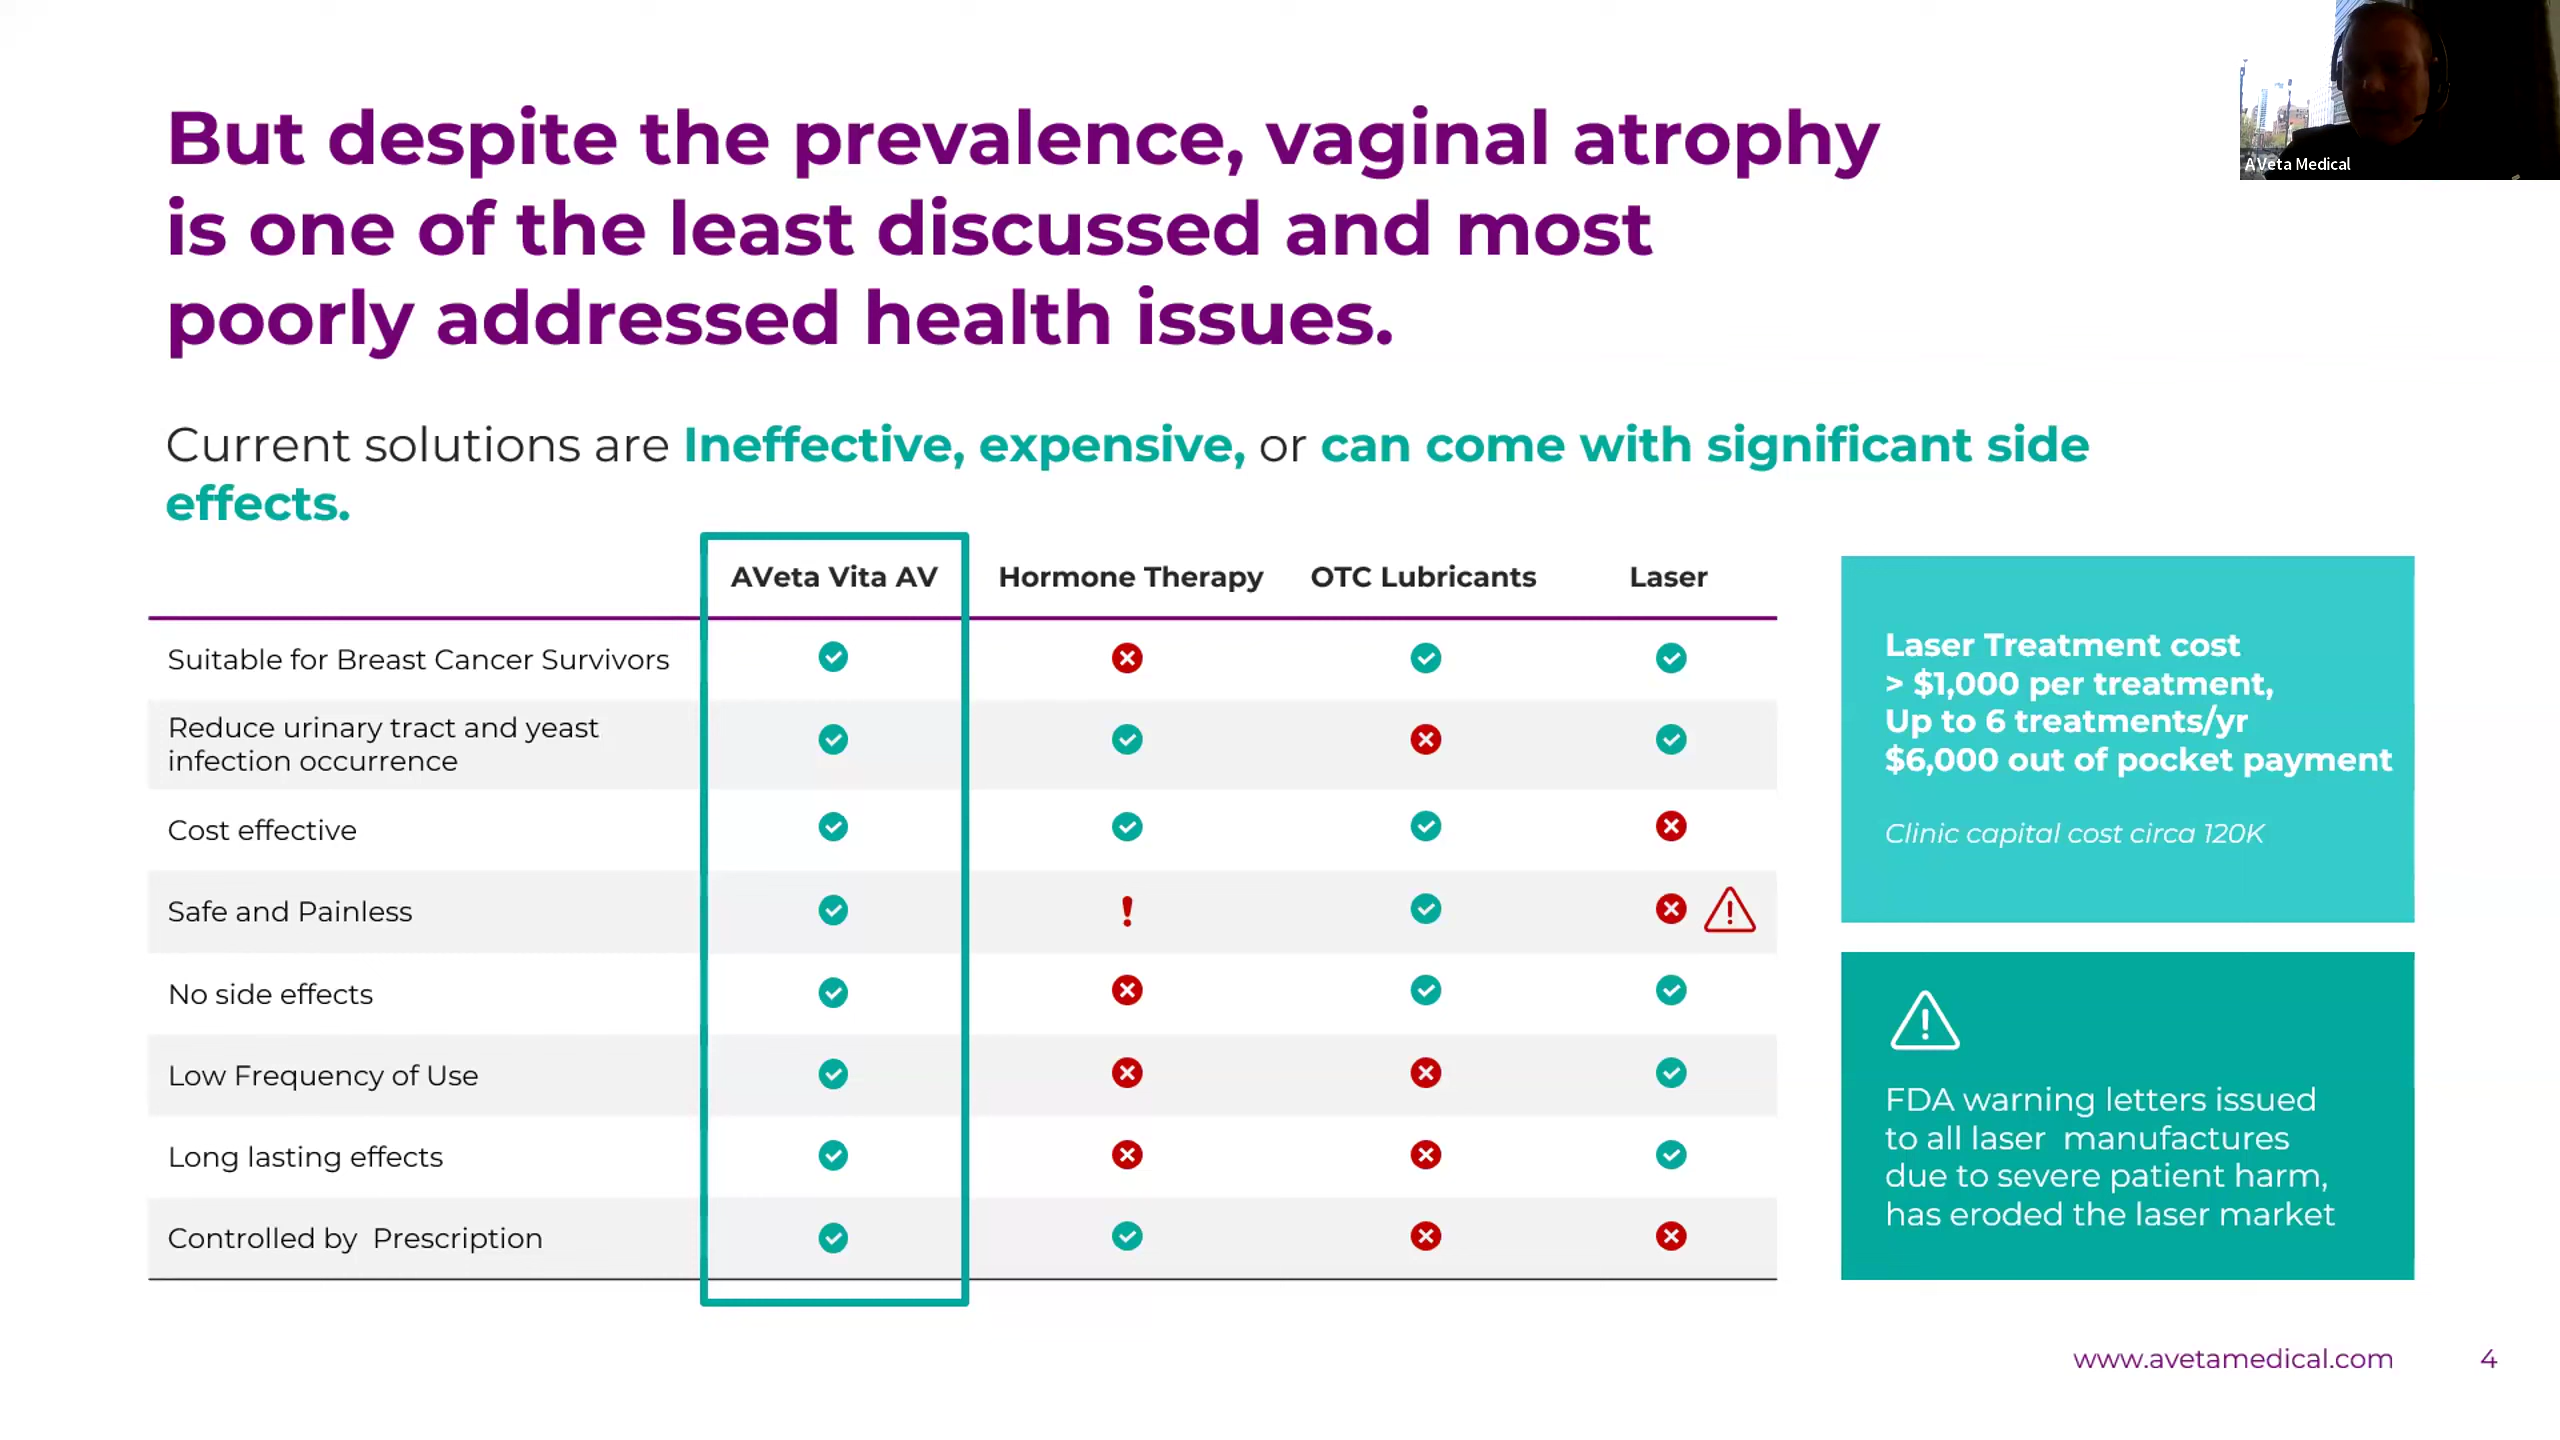 But despite the prevalence, vaginal atrophy
is one of the least discussed and most
poorly addressed health issues.
AVeta Medical
Current solutions are Ineffective, expensive, or can come with significant side
effects.
AVeta Vita AV Hormone Therapy OTC Lubricants Laser
Suitable for Breast Cancer Survivors
Reduce urinary tract and yeast
infection occurrence
Cost effective
Safe and Painless
No side effects
Low Frequency of Use
Long lasting effects
Controlled by Prescription
Laser Treatment cost
> $1,000 per treatment,
Up to 6 treatments/yr
$6,000 out of pocket payment
Clinic capital cost circa 120K
FDA warning letters issued
to all laser manufactures
due to severe patient harm,
has eroded the laser market
www.avetamedical.com 4